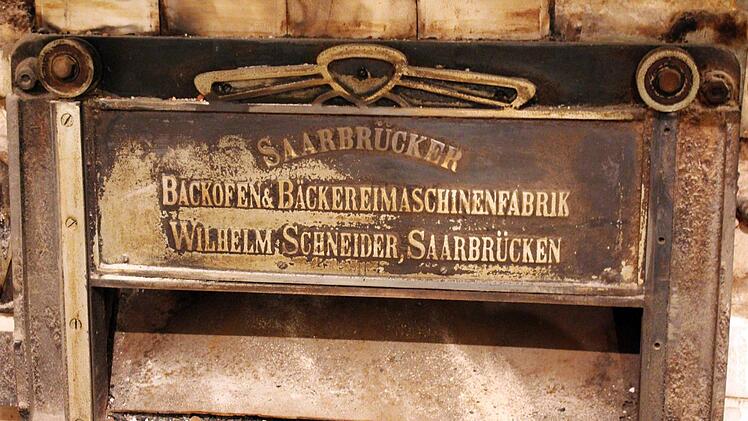 SAARBRÜCKER
BACKOFEN & BÄCKEREIMASCHINENFABRIK
WILHELM SCHNEIDER, SAARBRÜCKEN